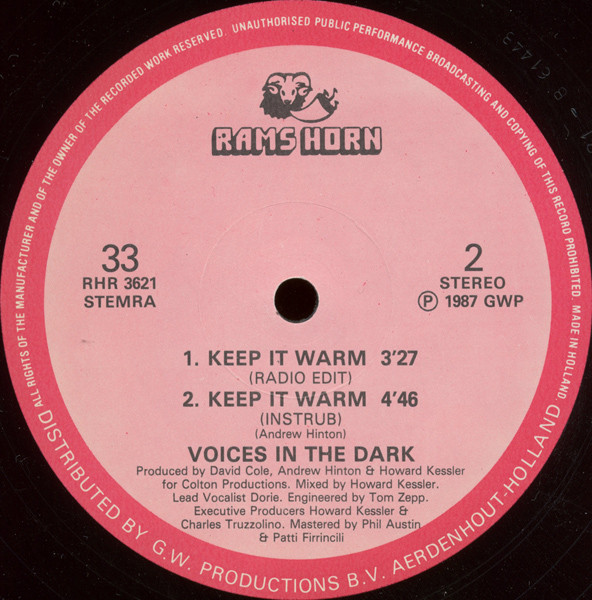 ALL RIGHTS OF THE MANUFACTURER AND OF THE OWNER OF THE RECORDED WORK RESERVED. UNAUTHORISED PUBLIC PERFORMANCE BROADCASTING AND COPYING OF THIS RECORD PROHIBITED. MADE IN HOLLAND.
RAMS HORN
33
RHR 3621
STEMRA
2
STEREO
Ⓟ 1987 GWP
1. KEEP IT WARM 3'27
(RADIO EDIT)
2. KEEP IT WARM 4'46
(INSTRUB)
(Andrew Hinton)
VOICES IN THE DARK
Produced by David Cole, Andrew Hinton & Howard Kessler
for Colton Productions. Mixed by Howard Kessler.
Lead Vocalist Dorie. Engineered by Tom Zepp.
Executive Producers Howard Kessler &
Charles Truzzolino. Mastered by Phil Austin
& Patti Firrincili
DISTRIBUTED BY G.W. PRODUCTIONS B.V. AERDENHOUT-HOLLAND